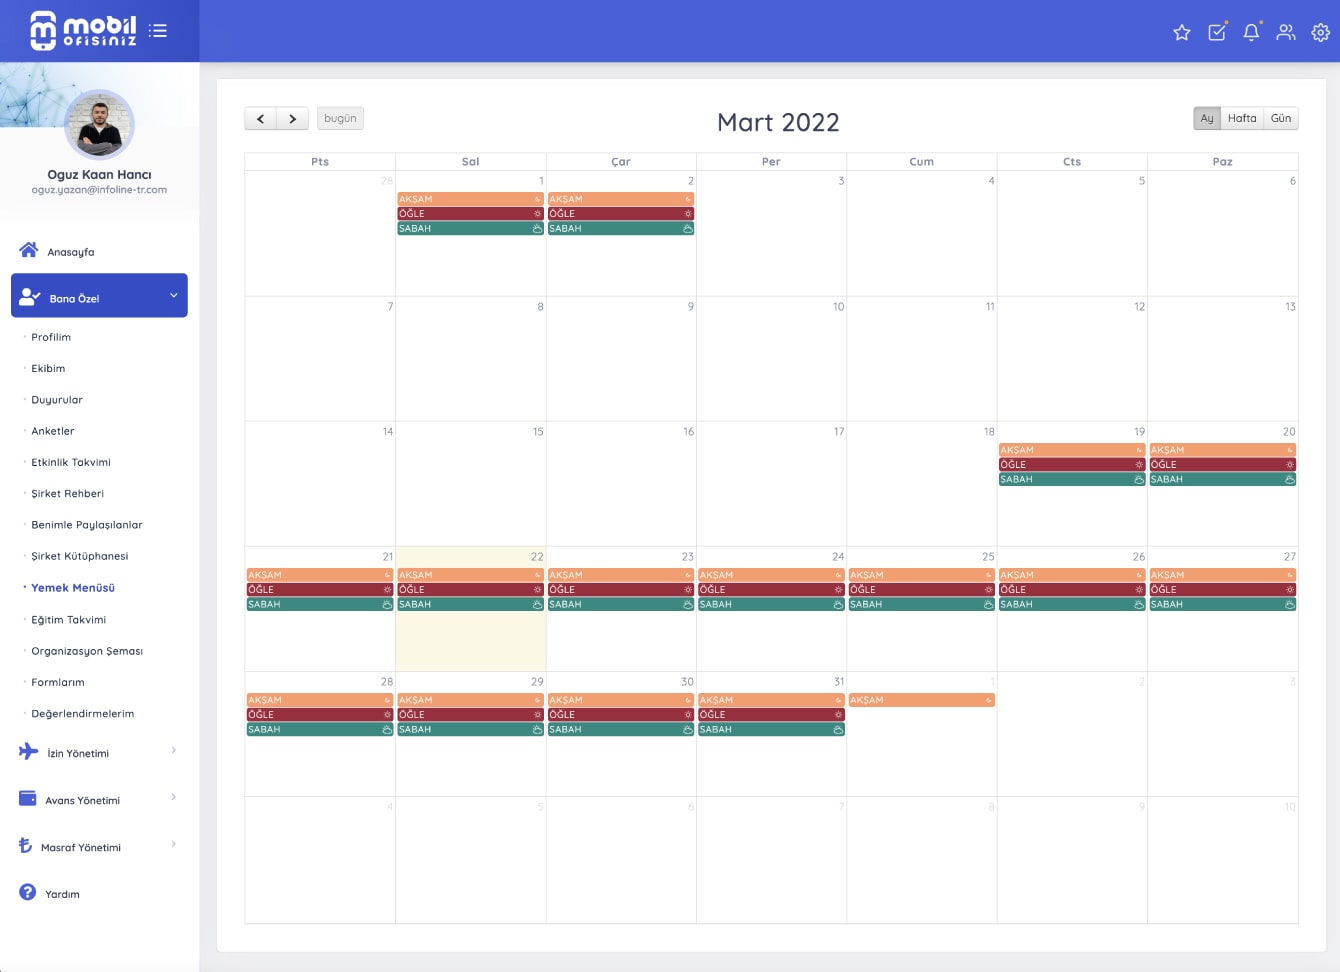 mobil
OFİSİNİZ
Oguz Kaan Hancı
oguz.yazan@infoline-tr.com
Anasayfa
Bana Özel
Profilim
Ekibim
Duyurular
Anketler
Etkinlik Takvimi
Şirket Rehberi
Benimle Paylaşılanlar
Şirket Kütüphanesi
Yemek Menüsü
Eğitim Takvimi
Organizasyon Şeması
Formlarım
Değerlendirmelerim
İzin Yönetimi
Avans Yönetimi
Masraf Yönetimi
Yardım
bugün
Mart 2022
Ay Hafta Gün
Pts Sal Çar Per Cum Cts Paz
28 1 2 3 4 5 6
AKŞAM AKŞAM
ÖĞLE ÖĞLE
SABAH SABAH
7 8 9 10 11 12 13
14 15 16 17 18 19 20
AKŞAM AKŞAM
ÖĞLE ÖĞLE
SABAH SABAH
21 22 23 24 25 26 27
AKŞAM AKŞAM AKŞAM AKŞAM AKŞAM AKŞAM AKŞAM
ÖĞLE ÖĞLE ÖĞLE ÖĞLE ÖĞLE ÖĞLE ÖĞLE
SABAH SABAH SABAH SABAH SABAH SABAH SABAH
28 29 30 31 1 2 3
AKŞAM AKŞAM AKŞAM AKŞAM AKŞAM
ÖĞLE ÖĞLE ÖĞLE ÖĞLE
SABAH SABAH SABAH SABAH
4 5 6 7 8 9 10